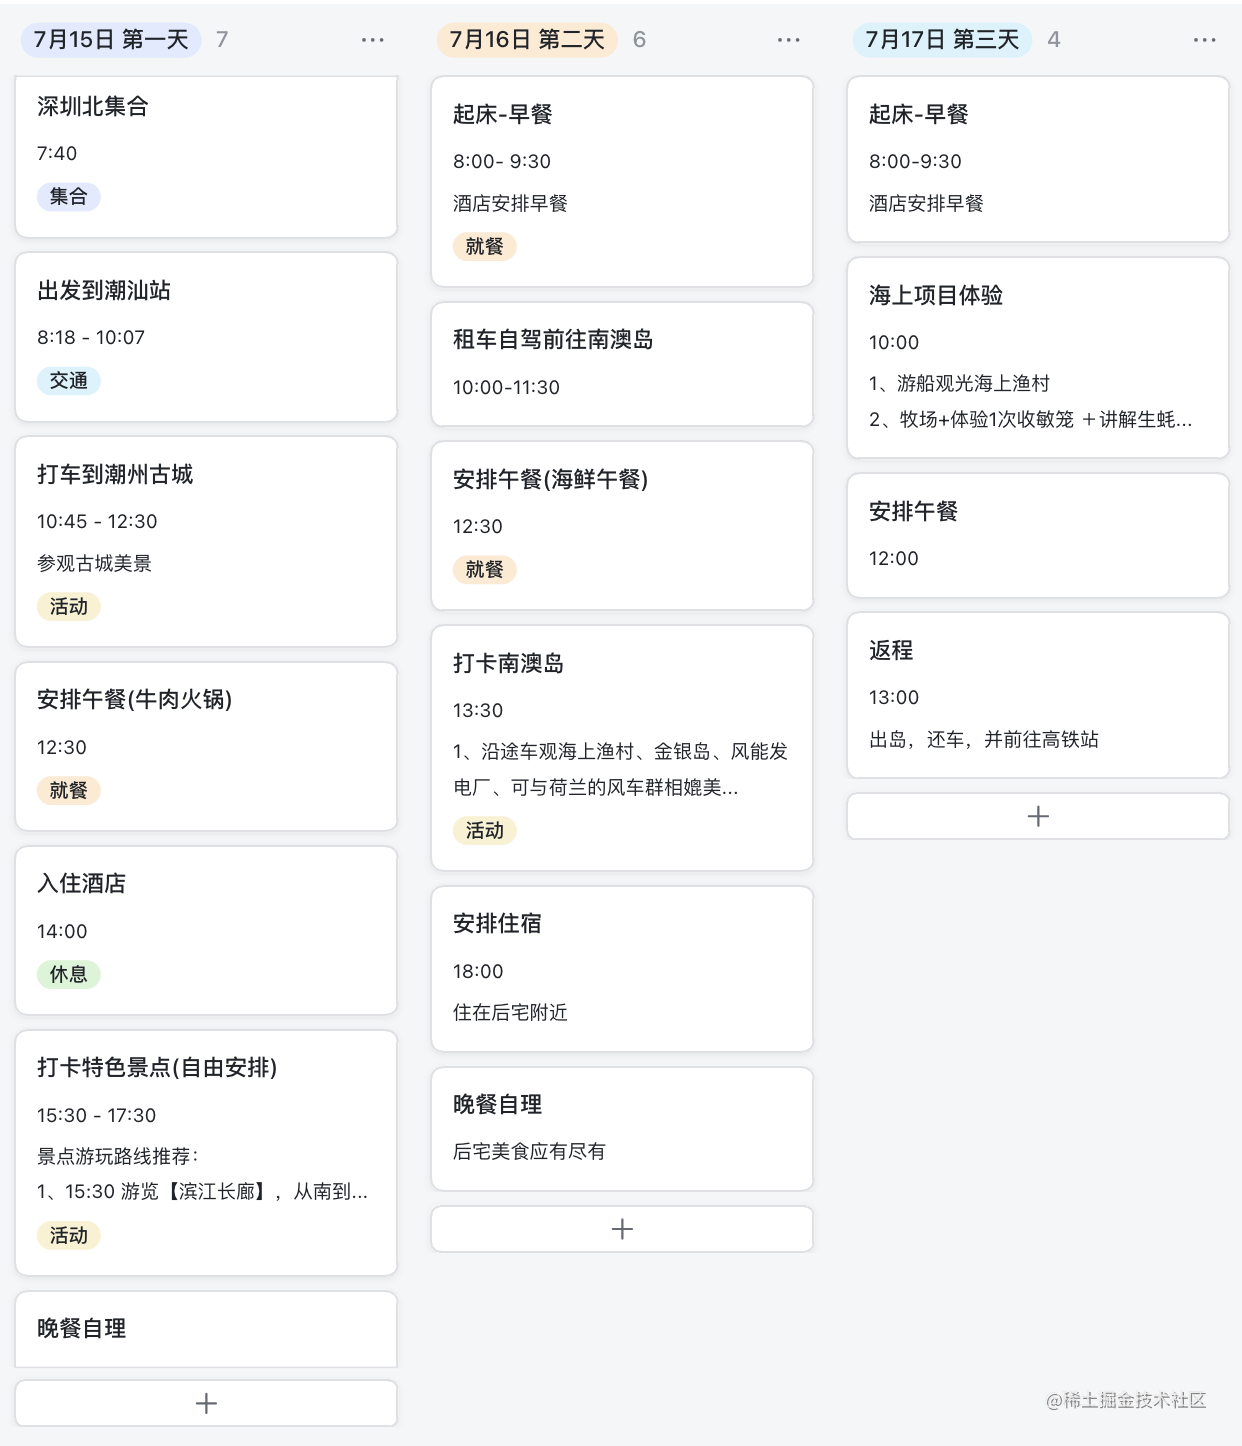 7月15日 第一天 7
深圳北集合
7:40
集合
出发到潮汕站
8:18 - 10:07
交通
打车到潮州古城
10:45 - 12:30
参观古城美景
活动
安排午餐(牛肉火锅)
12:30
就餐
入住酒店
14:00
休息
打卡特色景点(自由安排)
15:30 - 17:30
景点游玩路线推荐：
1、15:30 游览【滨江长廊】，从南到...
活动
晚餐自理
7月16日 第二天 6
起床-早餐
8:00- 9:30
酒店安排早餐
就餐
租车自驾前往南澳岛
10:00-11:30
安排午餐(海鲜午餐)
12:30
就餐
打卡南澳岛
13:30
1、沿途车观海上渔村、金银岛、风能发
电厂、可与荷兰的风车群相媲美...
活动
安排住宿
18:00
住在后宅附近
晚餐自理
后宅美食应有尽有
7月17日 第三天 4
起床-早餐
8:00-9:30
酒店安排早餐
海上项目体验
10:00
1、游船观光海上渔村
2、牧场+体验1次收敏笼 ＋讲解生蚝...
安排午餐
12:00
返程
13:00
出岛，还车，并前往高铁站
@稀土掘金技术社区